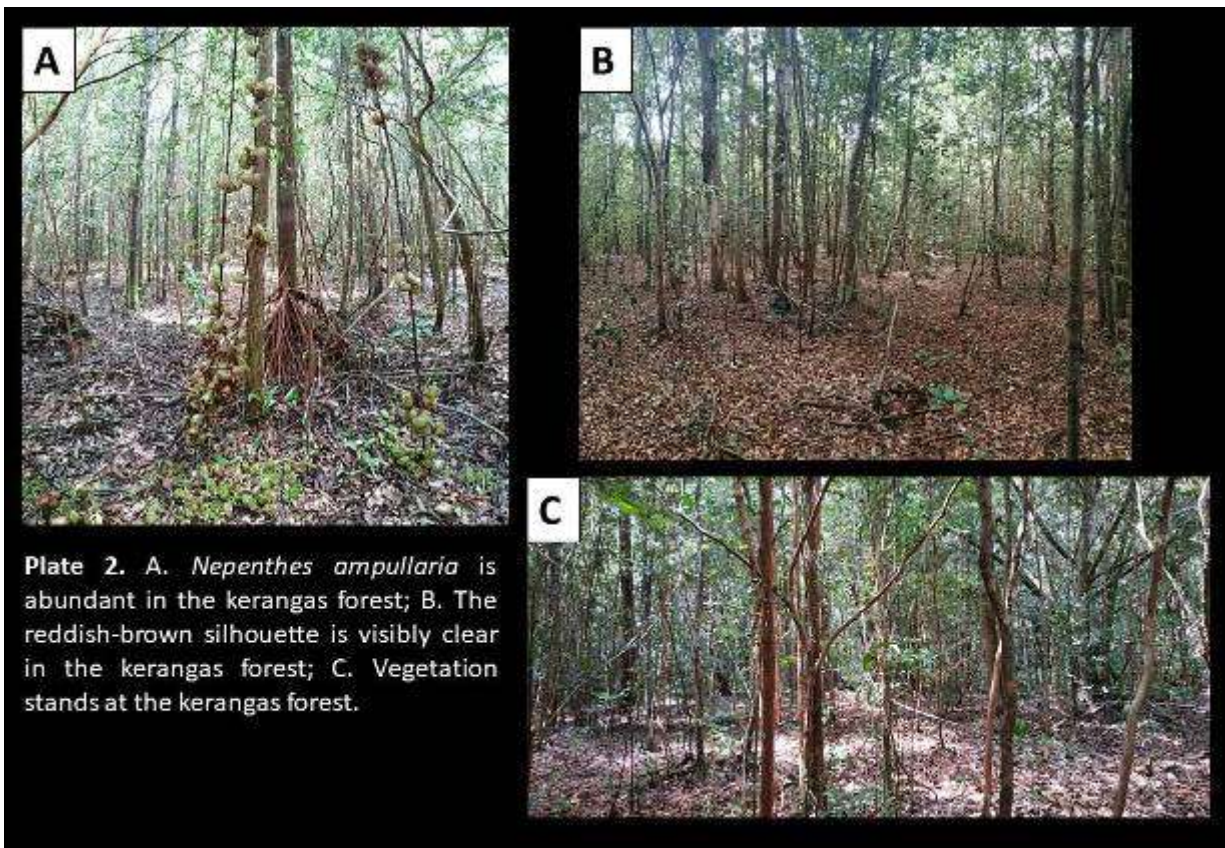 A
B
C
Plate 2. A. Nepenthes ampullaria is
abundant in the kerangas forest; B. The
reddish-brown silhouette is visibly clear
in the kerangas forest; C. Vegetation
stands at the kerangas forest.